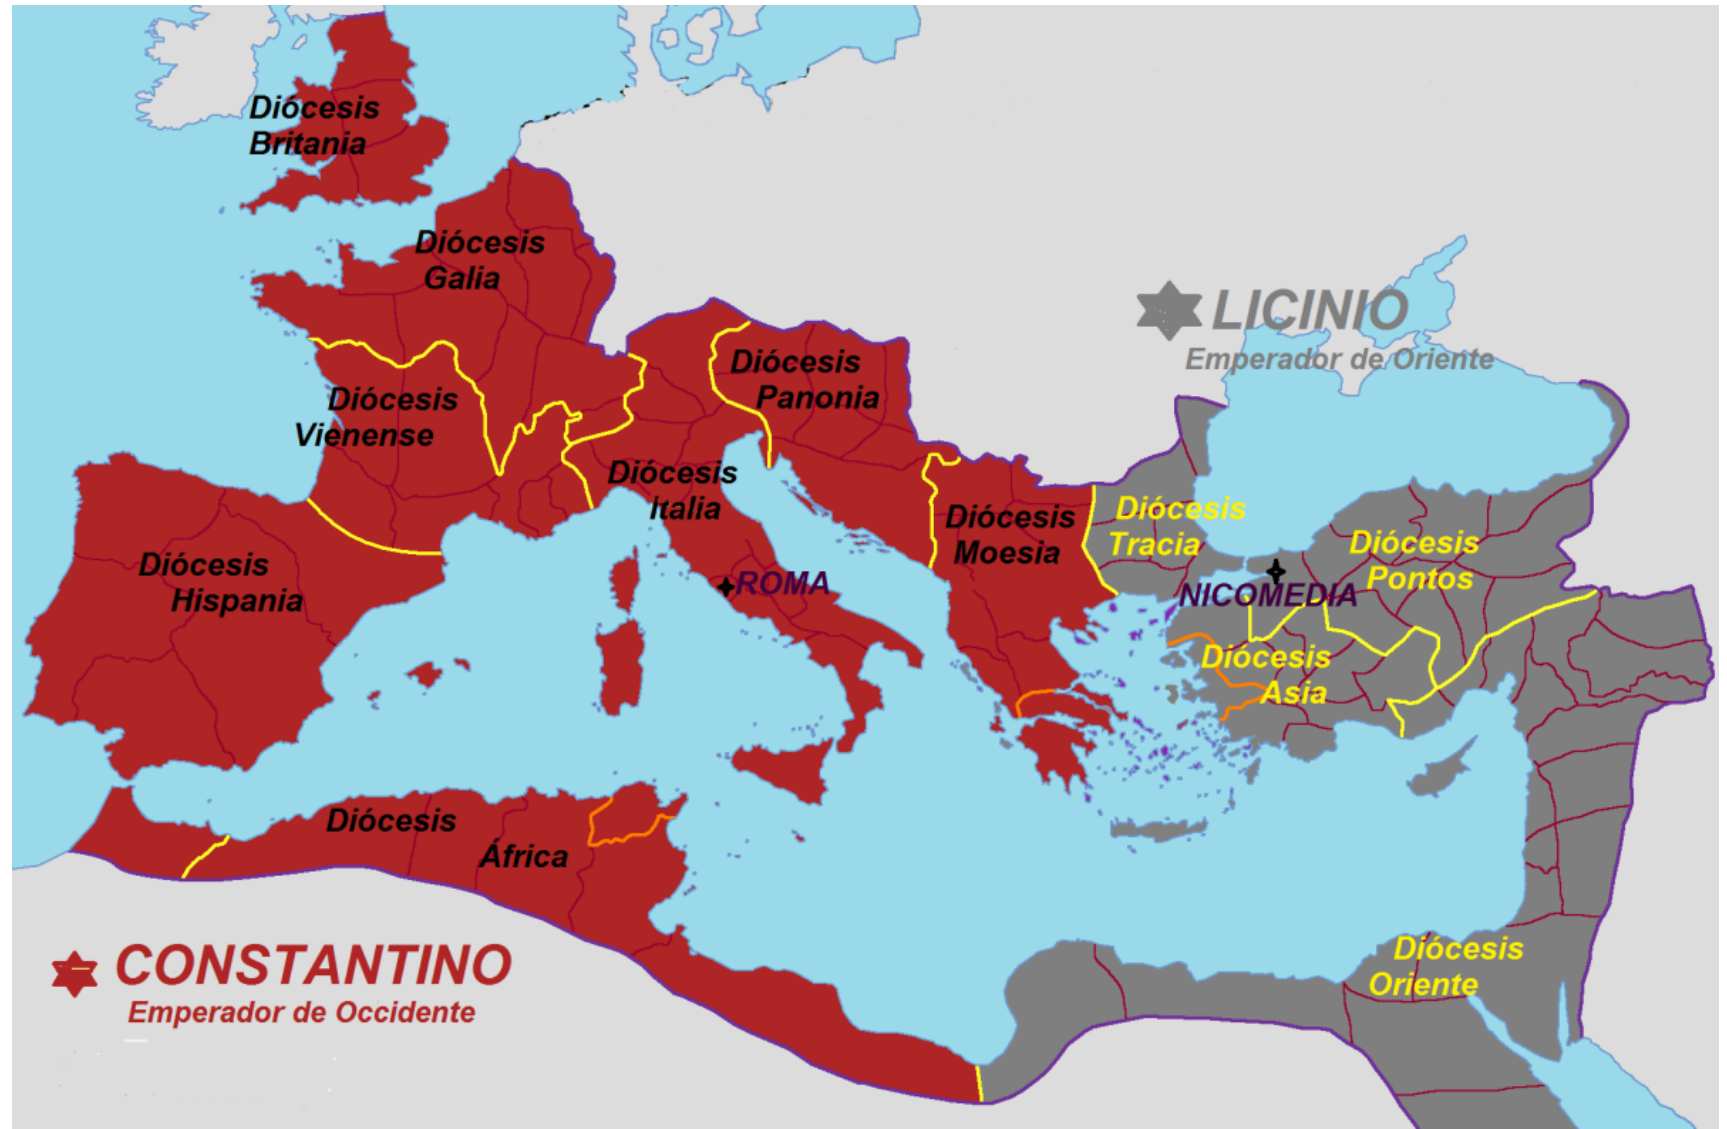 Diócesis
Britania
Diócesis
Galia
LICINIO
Emperador de Oriente
Diócesis
Panonia
Diócesis
Vienense
Diócesis
Italia
Diócesis
Moesia
Diócesis
Tracia
Diócesis
Pontos
Diócesis
Hispania
ROMA
NICOMEDIA
Diócesis
Asia
Diócesis
África
CONSTANTINO
Emperador de Occidente
Diócesis
Oriente